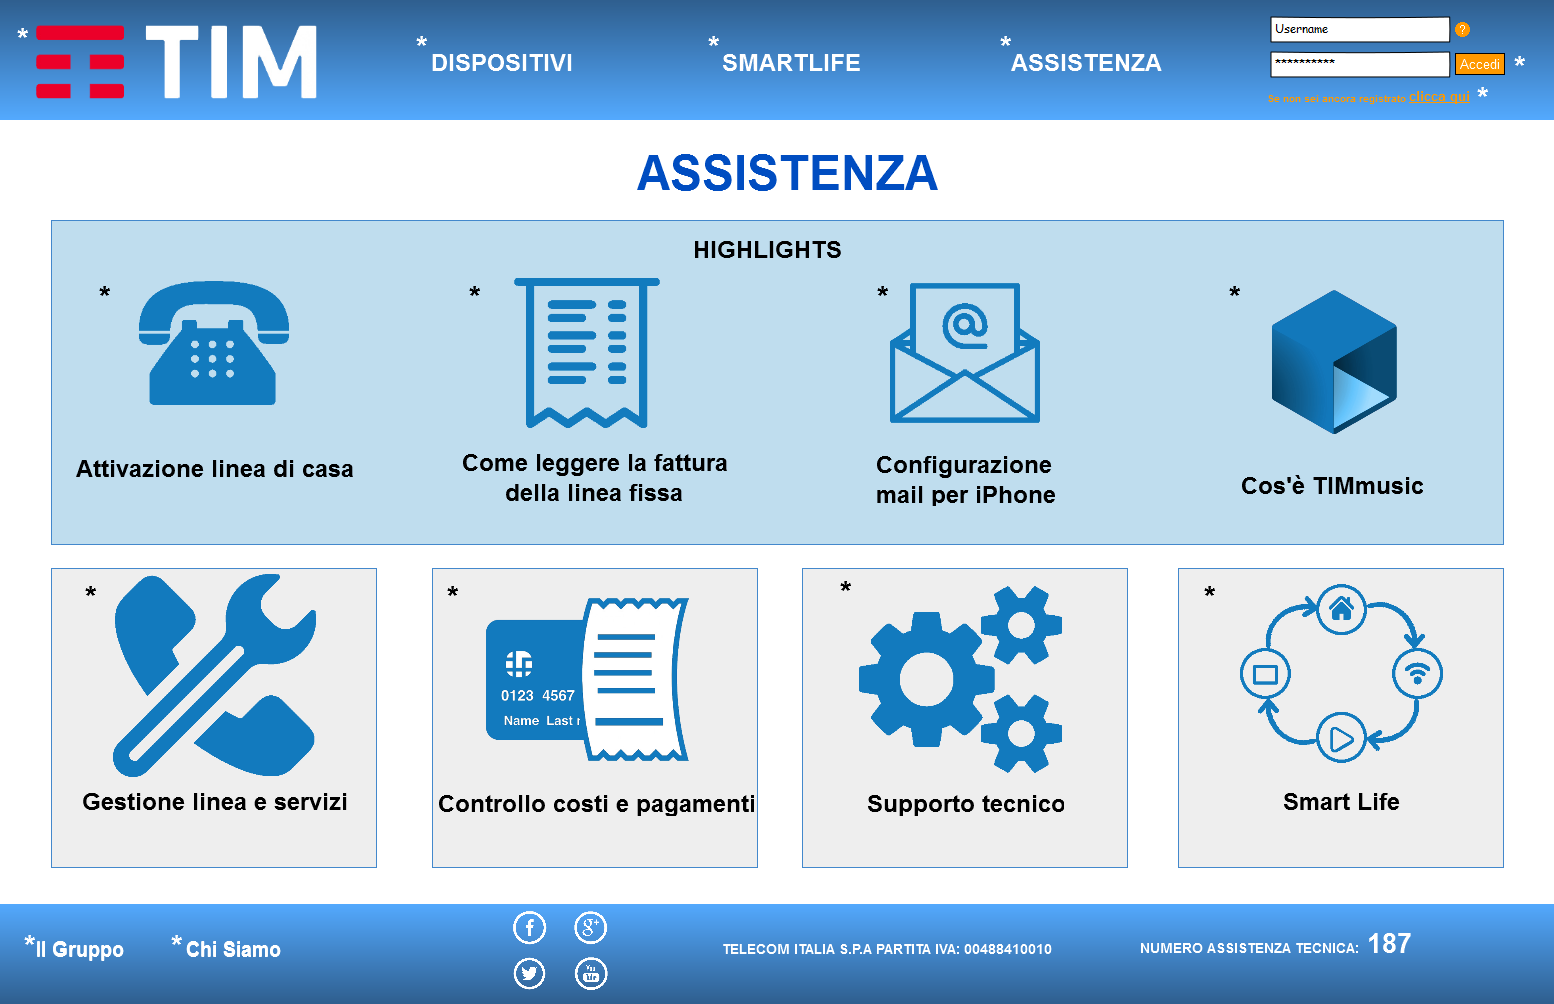 * TIM
* DISPOSITIVI
* SMARTLIFE
* ASSISTENZA
Username ?
********** Accedi *
Se non sei ancora registrato clicca qui *
ASSISTENZA
HIGHLIGHTS
*
Attivazione linea di casa
*
Come leggere la fattura
della linea fissa
*
@
Configurazione
mail per iPhone
*
Cos'è TIMmusic
*
Gestione linea e servizi
*
0123 4567
Name Last n
Controllo costi e pagamenti
*
Supporto tecnico
*
Smart Life
*Il Gruppo
* Chi Siamo
f
g+
You
Tube
TELECOM ITALIA S.P.A PARTITA IVA: 00488410010
NUMERO ASSISTENZA TECNICA: 187